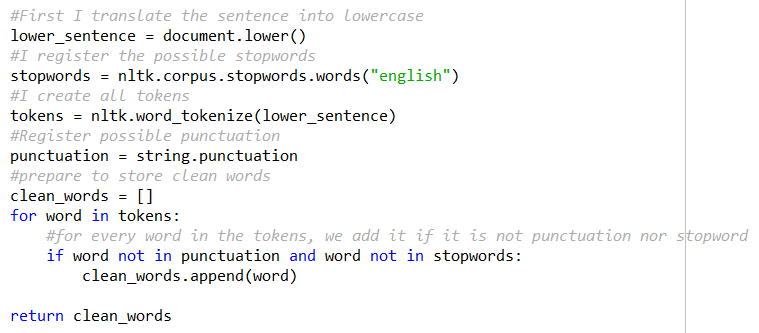 #First I translate the sentence into lowercase
lower_sentence = document.lower()
#I register the possible stopwords
stopwords = nltk.corpus.stopwords.words("english")
#I create all tokens
tokens = nltk.word_tokenize(lower_sentence)
#Register possible punctuation
punctuation = string.punctuation
#prepare to store clean words
clean_words = []
for word in tokens:
    #for every word in the tokens, we add it if it is not punctuation nor stopword
    if word not in punctuation and word not in stopwords:
        clean_words.append(word)
return clean_words